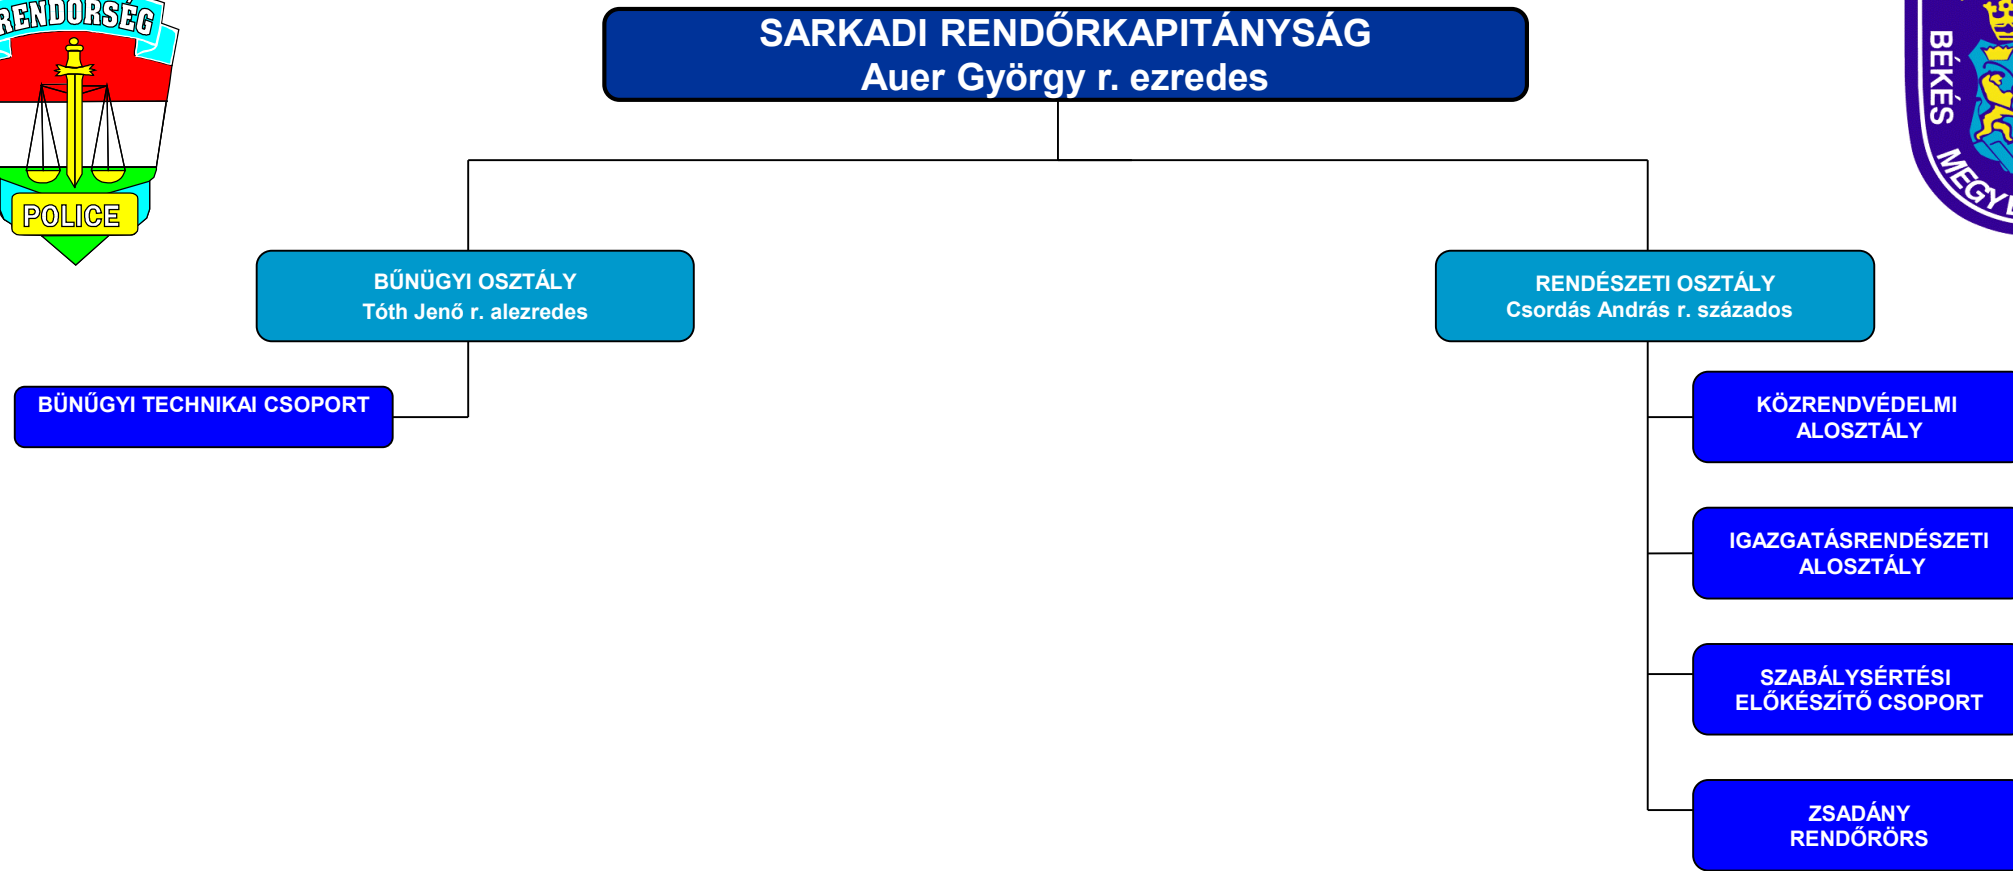 RENDŐRSÉG
POLICE
SARKADI RENDŐRKAPITÁNYSÁG
Auer György r. ezredes
BÉKÉS
BŰNÜGYI OSZTÁLY
Tóth Jenő r. alezredes
RENDÉSZETI OSZTÁLY
Csordás András r. százados
BÜNŰGYI TECHNIKAI CSOPORT
KÖZRENDVÉDELMI
ALOSZTÁLY
IGAZGATÁSRENDÉSZETI
ALOSZTÁLY
SZABÁLYSÉRTÉSI
ELŐKÉSZÍTŐ CSOPORT
ZSADÁNY
RENDŐRÖRS